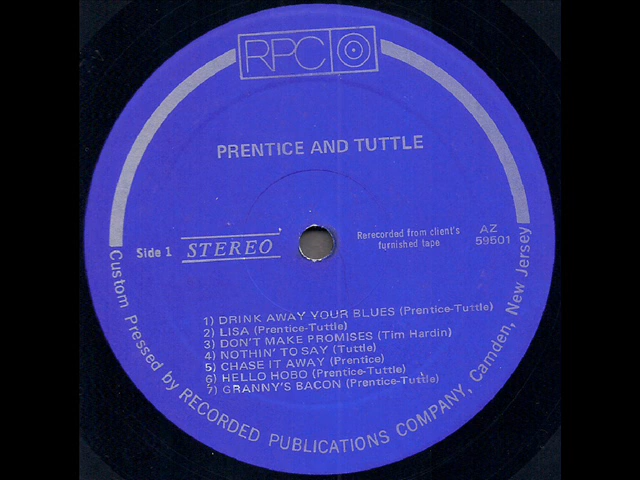 RPC
PRENTICE AND TUTTLE
Side 1
STEREO
Rerecorded from client's
furnished tape
AZ
59501
1) DRINK AWAY YOUR BLUES (Prentice-Tuttle)
2) LISA (Prentice-Tuttle)
3) DON'T MAKE PROMISES (Tim Hardin)
4) NOTHIN' TO SAY (Tuttle)
5) CHASE IT AWAY (Prentice)
6) HELLO HOBO (Prentice-Tuttle)
7) GRANNY'S BACON (Prentice-Tuttle)
Custom Pressed by RECORDED PUBLICATIONS COMPANY, Camden, New Jersey